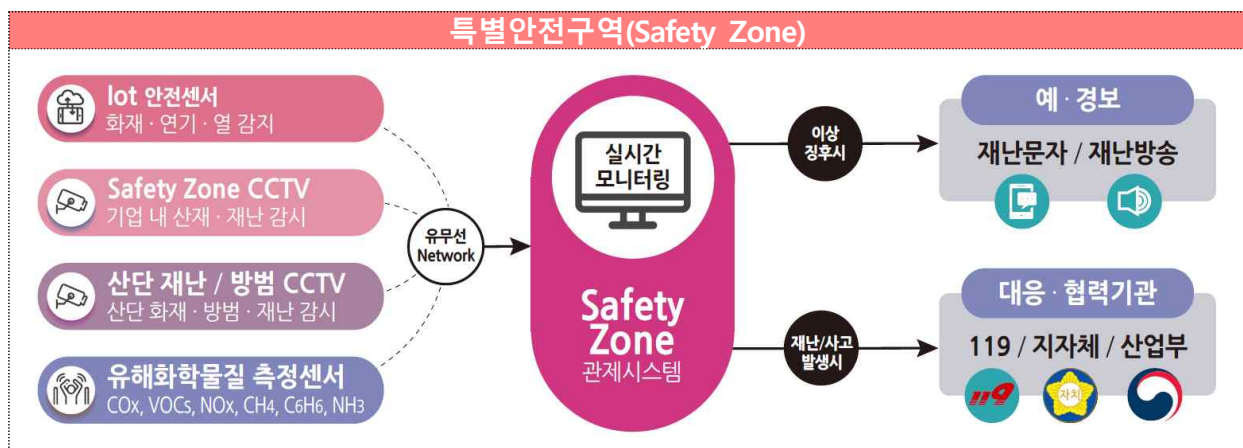 특별안전구역(Safety Zone)
Iot 안전센서
화재 · 연기 · 열 감지
Safety Zone CCTV
기업 내 산재 · 재난 감시
산단 재난 / 방범 CCTV
산단 화재 · 방범 · 재난 감시
유해화학물질 측정센서
COx, VOCs, NOx, CH4, C6H6, NH3
유무선
Network
실시간
모니터링
Safety
Zone
관제시스템
이상
징후시
예 · 경보
재난문자 / 재난방송
재난/사고
발생시
대응 · 협력기관
119 / 지자체 / 산업부
119
자치